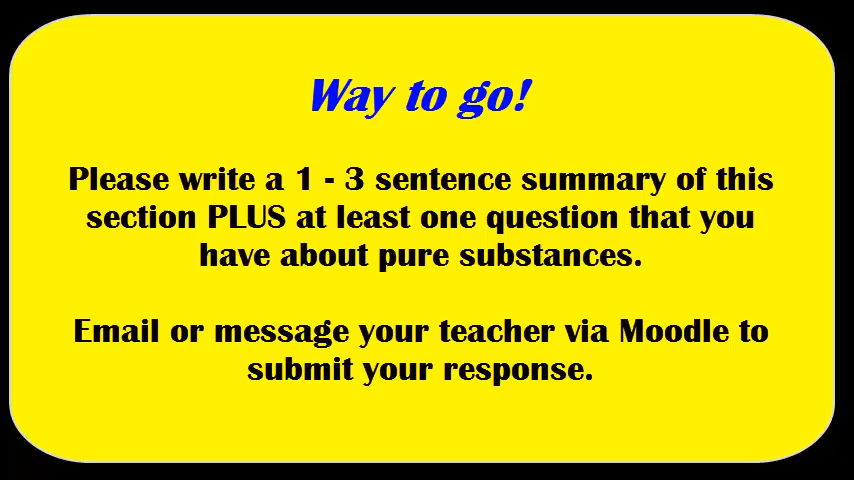 Way to go!
Please write a 1 - 3 sentence summary of this
section PLUS at least one question that you
have about pure substances.
Email or message your teacher via Moodle to
submit your response.